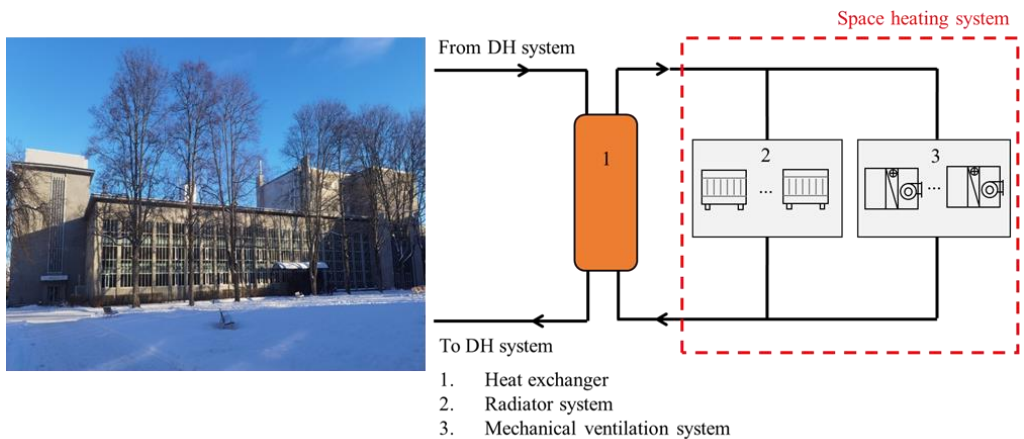 Space heating system
From DH system
1
2
3
...
...
To DH system
1. Heat exchanger
2. Radiator system
3. Mechanical ventilation system